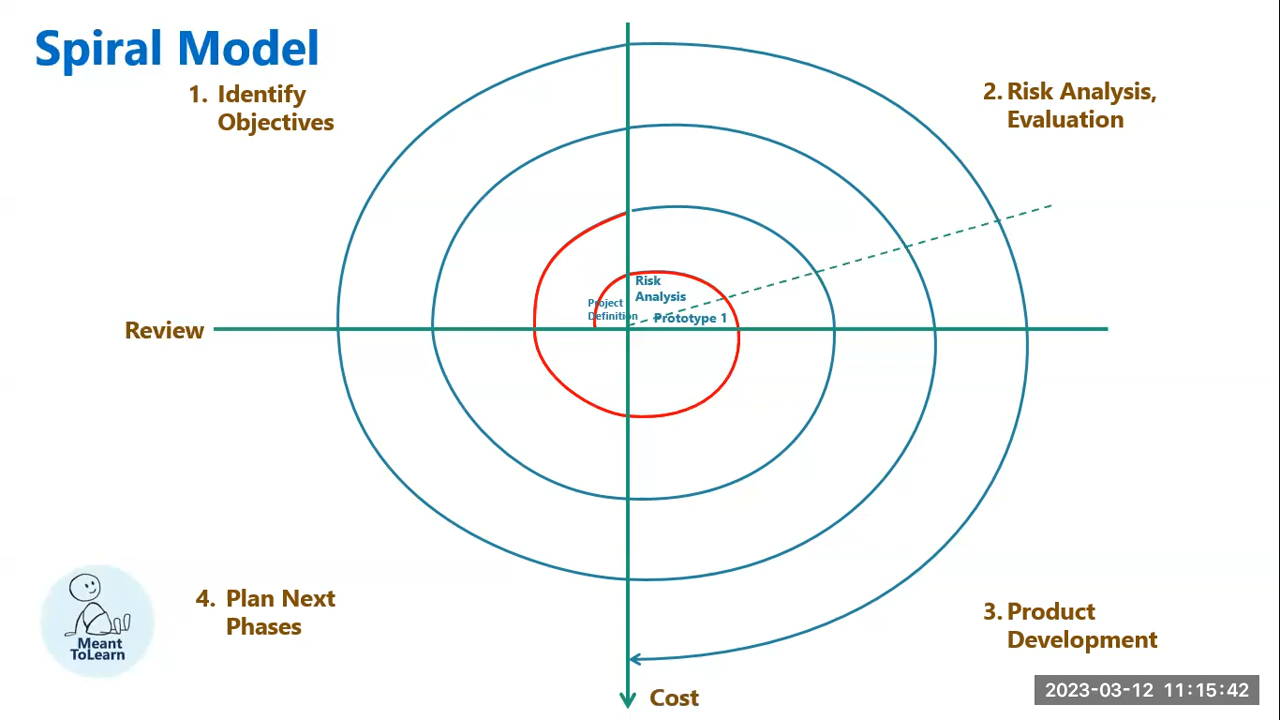 Spiral Model
1. Identify
Objectives
2. Risk Analysis,
Evaluation
Risk
Analysis
Project
Definition
Prototype 1
Review
4. Plan Next
Phases
3. Product
Development
Meant
ToLearn
Cost
2023-03-12 11:15:42